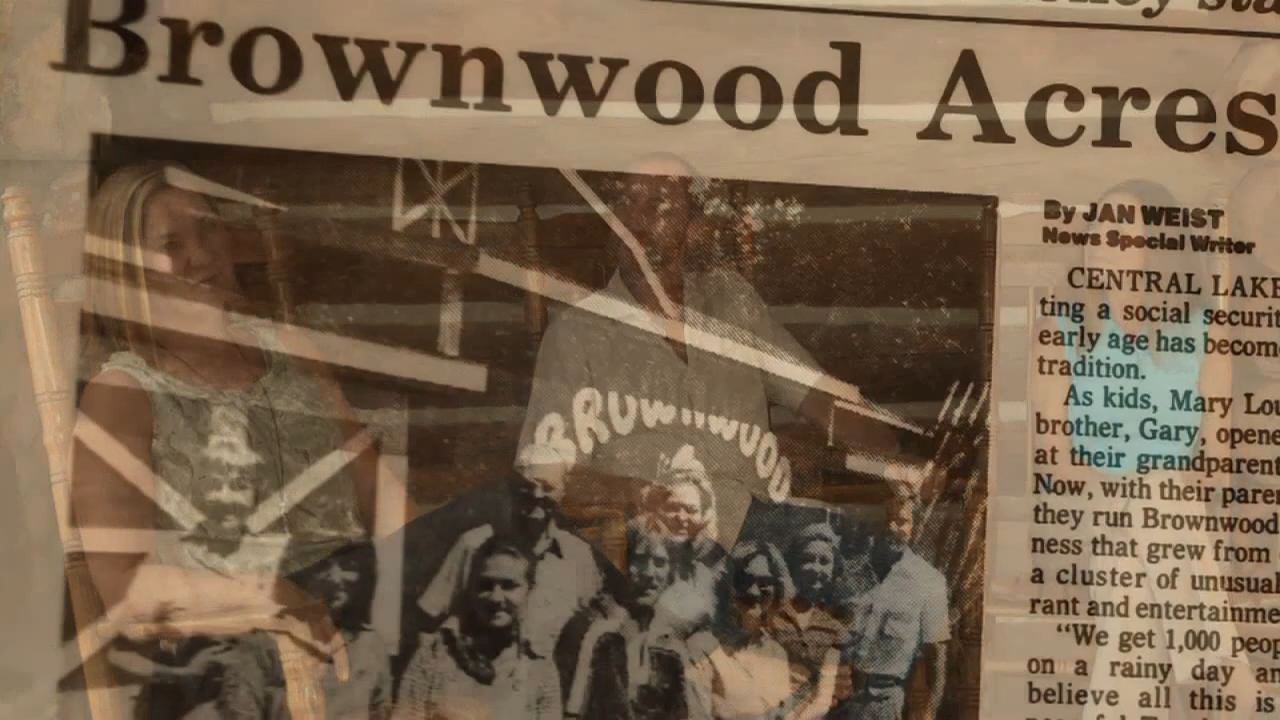 Brownwood Acres
BROWNWOOD
By JAN WEIST
News Special Writer
CENTRAL LAKE
ting a social securit
early age has becom
tradition.
As kids, Mary Lou
brother, Gary, opene
at their grandparent
Now, with their paren
they run Brownwood
ness that grew from
a cluster of unusual
rant and entertainme
“We get 1,000 peop
on a rainy day an
believe all this is